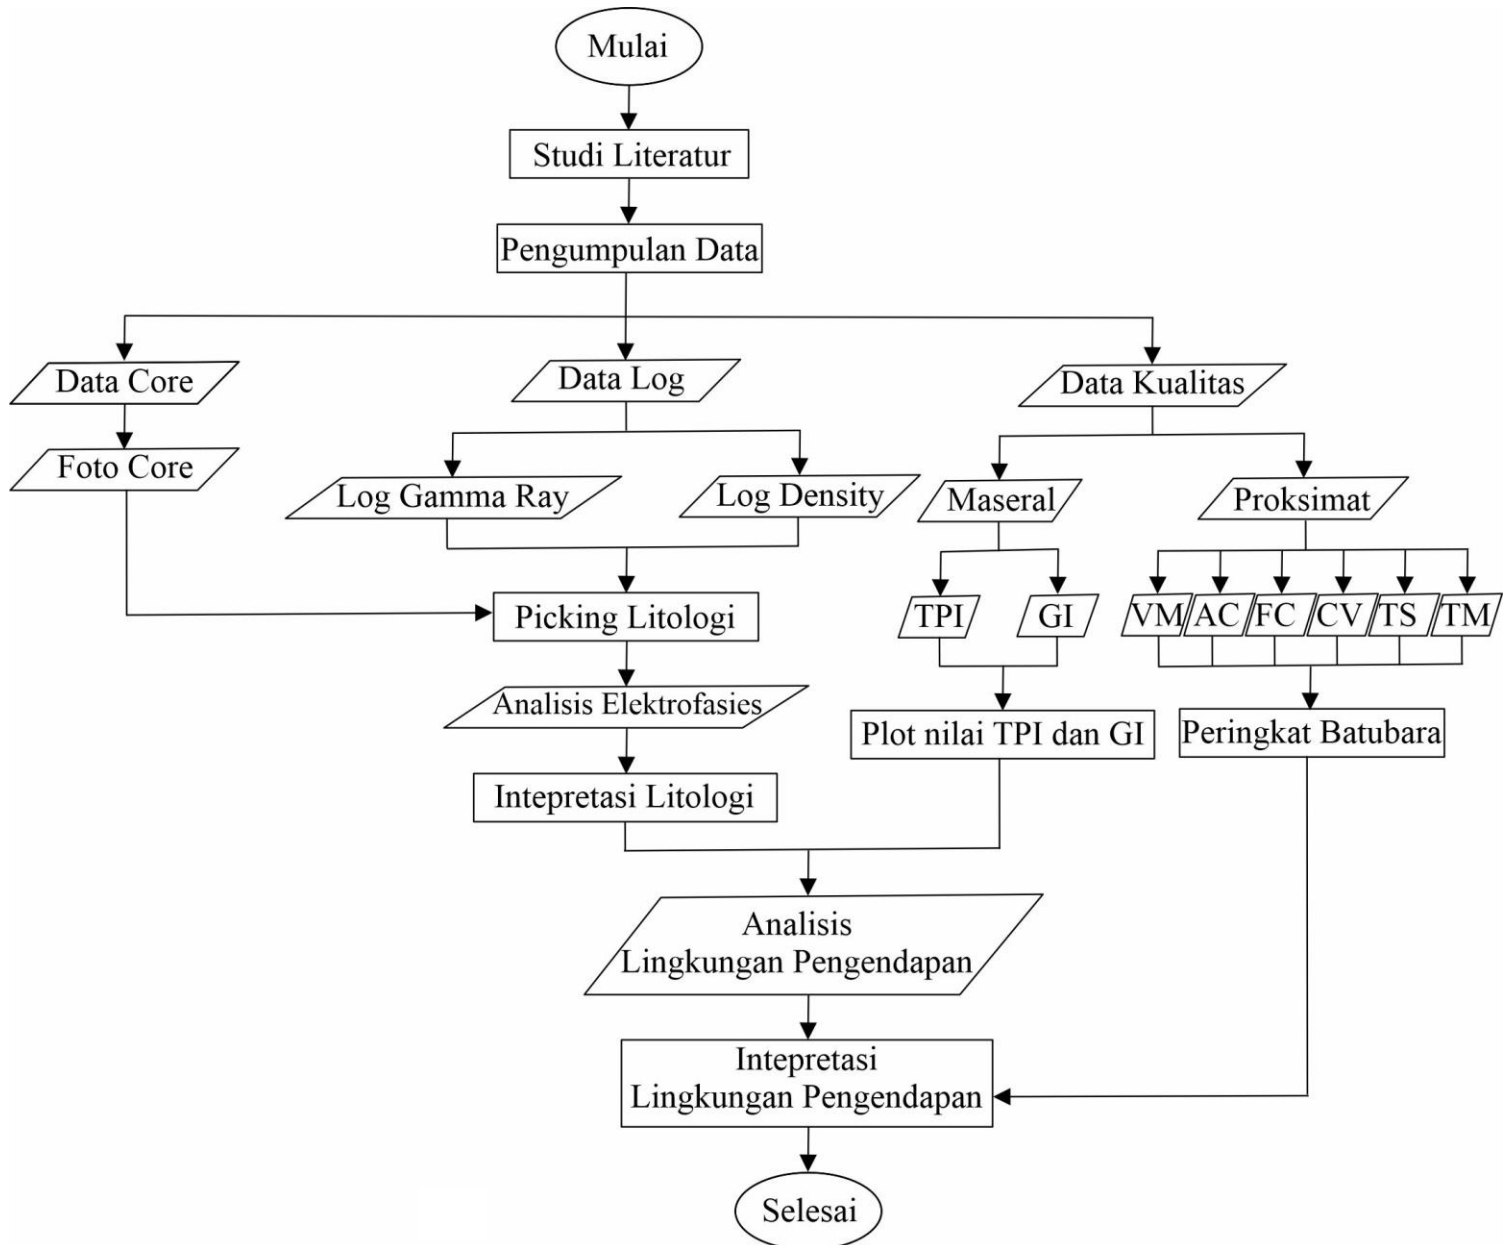 Mulai
Studi Literatur
Pengumpulan Data
Data Core
Data Log
Data Kualitas
Foto Core
Log Gamma Ray
Log Density
Maseral
Proksimat
TPI
GI
VM
AC
FC
CV
TS
TM
Picking Litologi
Analisis Elektrofasies
Plot nilai TPI dan GI
Peringkat Batubara
Intepretasi Litologi
Analisis
Lingkungan Pengendapan
Intepretasi
Lingkungan Pengendapan
Selesai